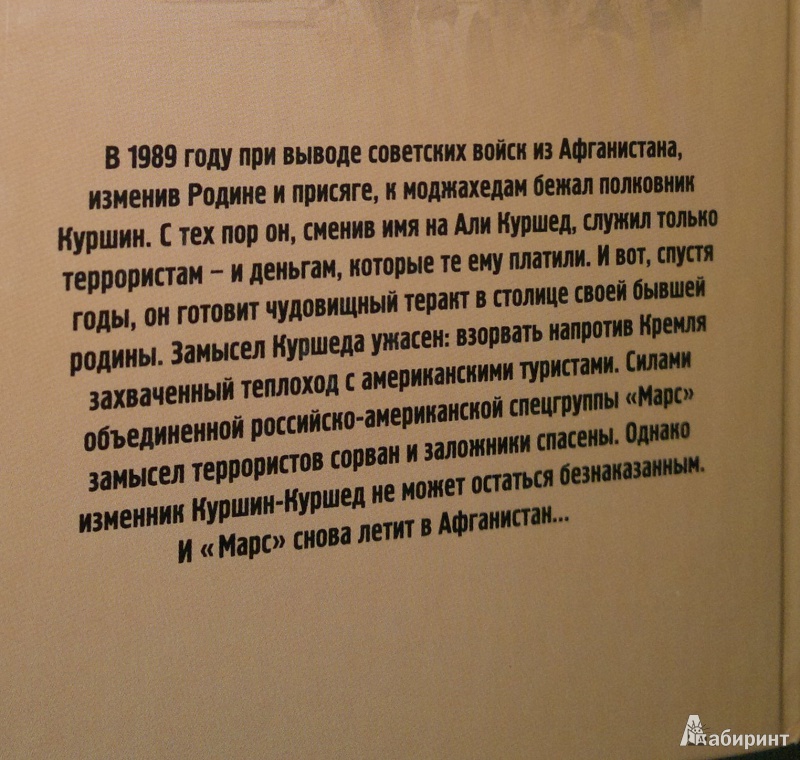 В 1989 году при выводе советских войск из Афганистана,
изменив Родине и присяге, к моджахедам бежал полковник
Куршин. С тех пор он, сменив имя на Али Куршед, служил только
террористам – и деньгам, которые те ему платили. И вот, спустя
годы, он готовит чудовищный теракт в столице своей бывшей
родины. Замысел Куршеда ужасен: взорвать напротив Кремля
захваченный теплоход с американскими туристами. Силами
объединенной российско-американской спецгруппы «Марс»
замысел террористов сорван и заложники спасены. Однако
изменник Куршин-Куршед не может остаться безнаказанным.
И « Марс» снова летит в Афганистан...
Лабиринт